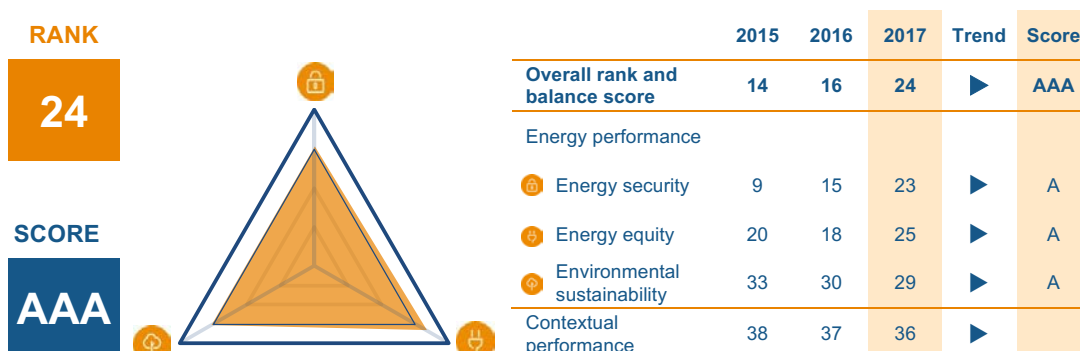 RANK
24
SCORE
AAA
2015 2016 2017 Trend Score
Overall rank and
balance score
14 16 24 AAA
Energy performance
Energy security 9 15 23 A
Energy equity 20 18 25 A
Environmental
sustainability
33 30 29 A
Contextual
performance
38 37 36